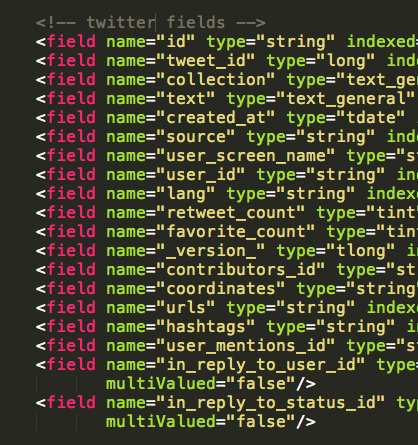 <!-- twitter fields -->
<field name="id" type="string" indexed=
<field name="tweet_id" type="long" inde
<field name="collection" type="text_gen
<field name="text" type="text_general"
<field name="created_at" type="tdate" i
<field name="source" type="string" inde
<field name="user_screen_name" type="st
<field name="user_id" type="string" ind
<field name="lang" type="string" indexe
<field name="retweet_count" type="tint"
<field name="favorite_count" type="tint
<field name="_version_" type="tlong" in
<field name="contributors_id" type="str
<field name="coordinates" type="string"
<field name="urls" type="string" indexe
<field name="hashtags" type="string" in
<field name="user_mentions_id" type="st
<field name="in_reply_to_user_id" type=
multiValued="false"/>
<field name="in_reply_to_status_id" typ
multiValued="false"/>